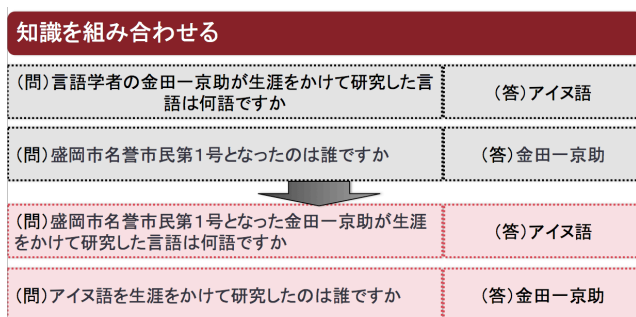 知識を組み合わせる
(問)言語学者の金田一京助が生涯をかけて研究した言
語は何語ですか
(答)アイヌ語
(問)盛岡市名誉市民第1号となったのは誰ですか
(答)金田一京助
(問)盛岡市名誉市民第1号となった金田一京助が生涯
をかけて研究した言語は何語ですか
(答)アイヌ語
(問)アイヌ語を生涯をかけて研究したのは誰ですか
(答)金田一京助